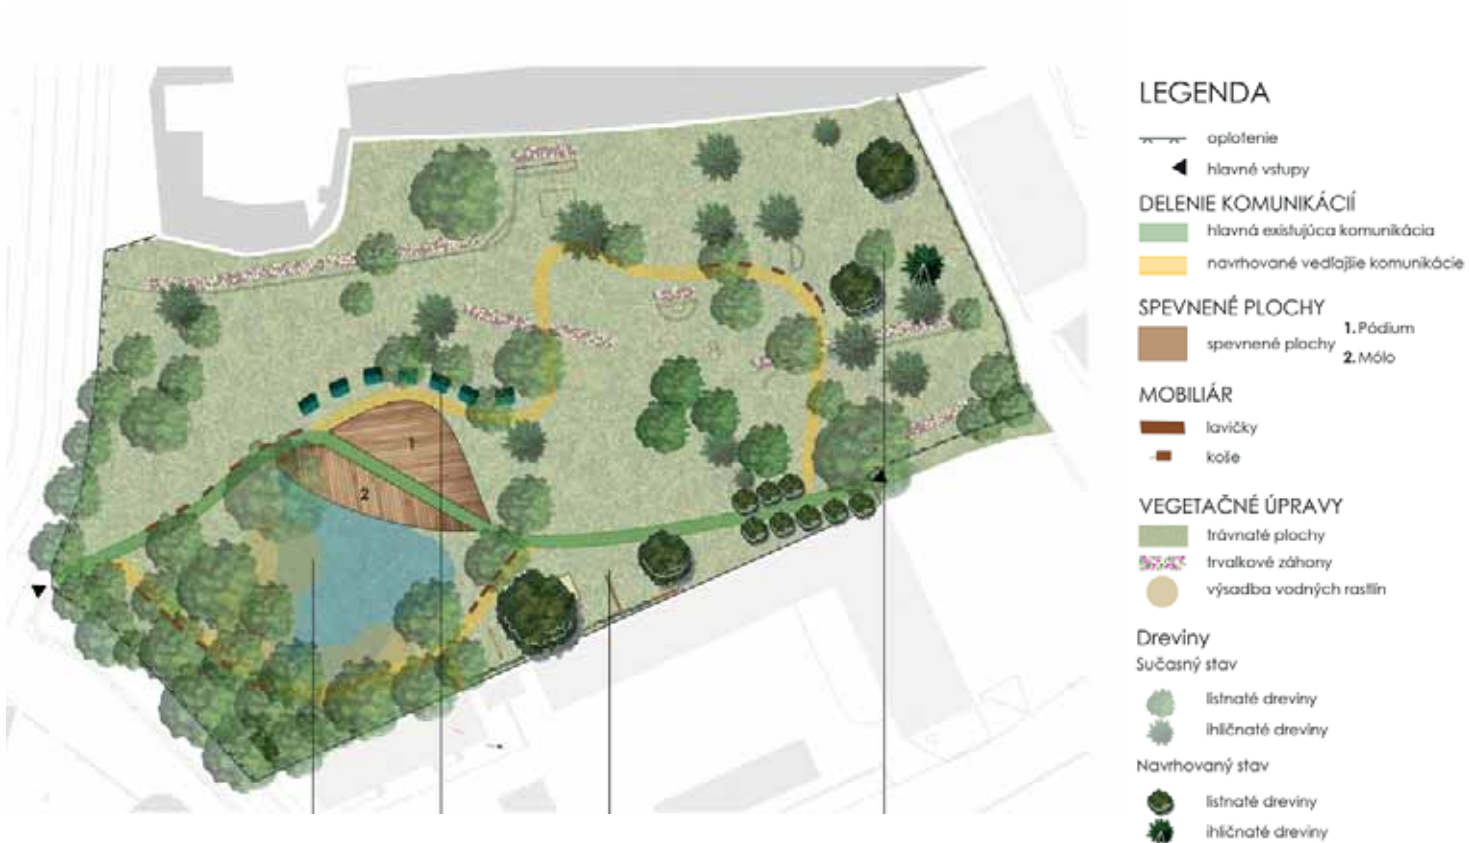 LEGENDA
oplotenie
hlavné vstupy
DELENIE KOMUNIKÁCIÍ
hlavná existujúca komunikácia
navrhované vedľajšie komunikácie
SPEVNENÉ PLOCHY
spevnené plochy
1. Pódium
2. Mólo
MOBILIÁR
lavičky
koše
VEGETAČNÉ ÚPRAVY
trávnaté plochy
trvalkové záhony
výsadba vodných rastlín
Dreviny
Sučasný stav
listnaté dreviny
ihličnaté dreviny
Navrhovaný stav
listnaté dreviny
ihličnaté dreviny
1
2